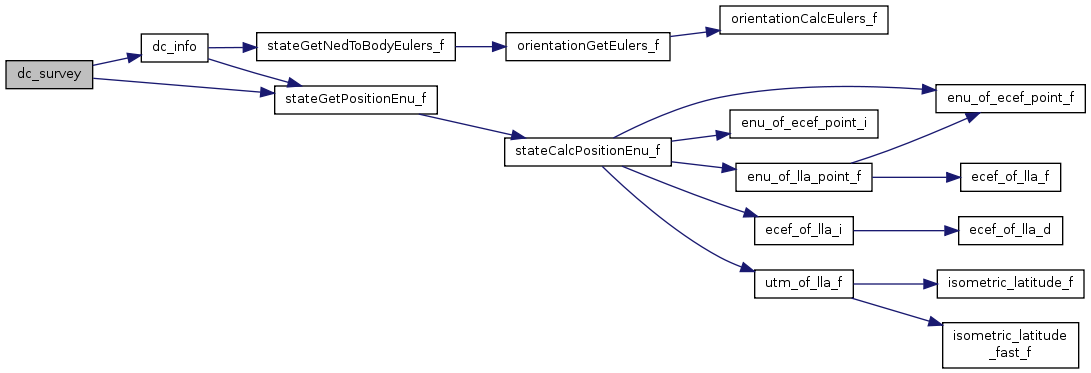 dc_survey
dc_info
stateGetNedToBodyEulers_f
stateGetPositionEnu_f
orientationGetEulers_f
orientationCalcEulers_f
stateCalcPositionEnu_f
enu_of_ecef_point_f
enu_of_ecef_point_i
enu_of_lla_point_f
ecef_of_lla_f
ecef_of_lla_i
ecef_of_lla_d
utm_of_lla_f
isometric_latitude_f
isometric_latitude
_fast_f